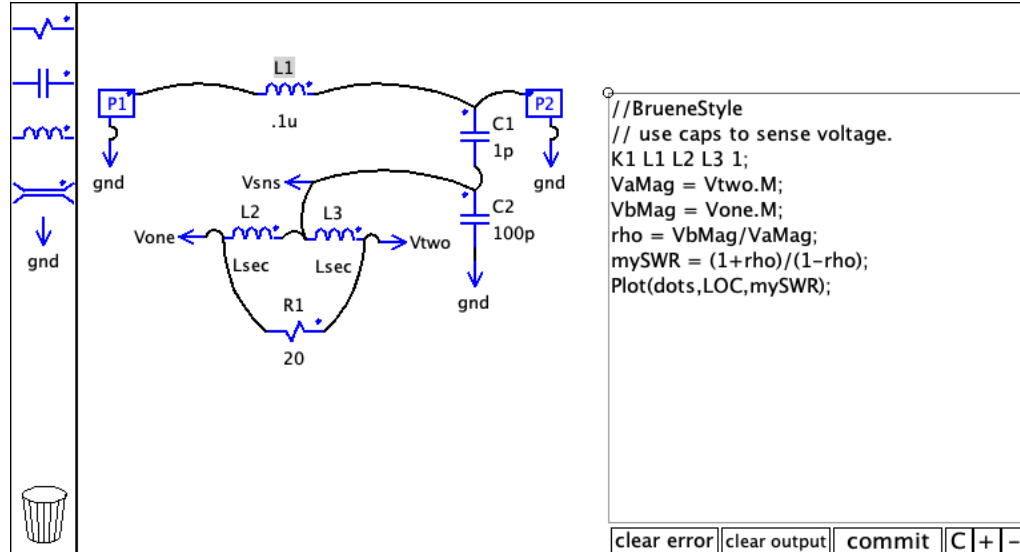 L1
P1
P2
.1u
C1
1p
gnd
gnd
Vsns
L2
L3
C2
100p
Vone
Vtwo
gnd
Lsec
Lsec
gnd
R1
20
//BrueneStyle
// use caps to sense voltage.
K1 L1 L2 L3 1;
VaMag = Vtwo.M;
VbMag = Vone.M;
rho = VbMag/VaMag;
mySWR = (1+rho)/(1-rho);
Plot(dots,LOC,mySWR);
clear error clear output commit C + -